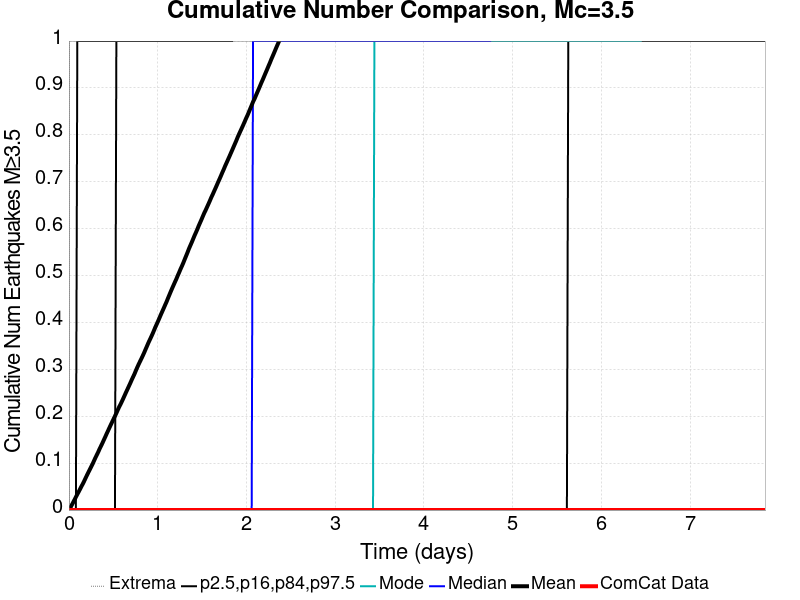 Cumulative Number Comparison, Mc=3.5
Cumulative Num Earthquakes M≥3.5
1
0.9
0.8
0.7
0.6
0.5
0.4
0.3
0.2
0.1
0
0 1 2 3 4 5 6 7
Time (days)
Extrema p2.5,p16,p84,p97.5 Mode Median Mean ComCat Data